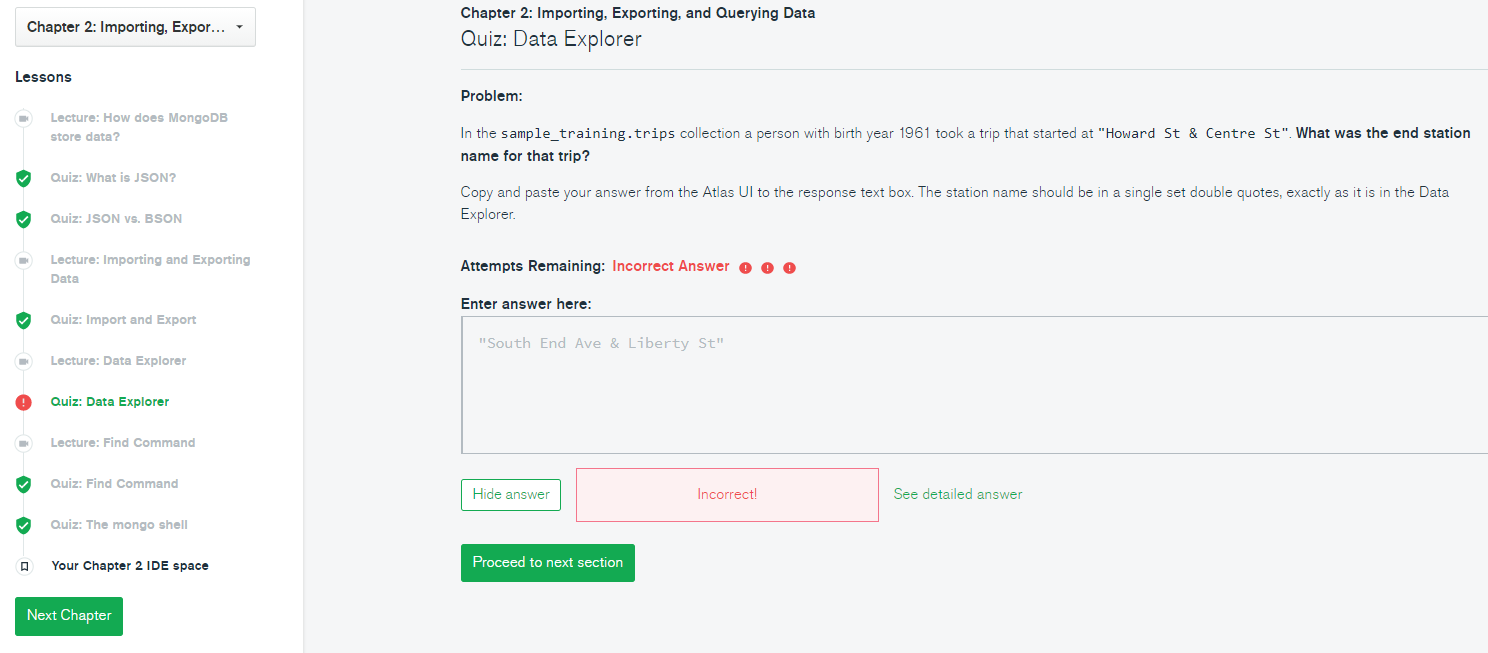 Chapter 2: Importing, Expor...
Lessons
Lecture: How does MongoDB
store data?
Quiz: What is JSON?
Quiz: JSON vs. BSON
Lecture: Importing and Exporting
Data
Quiz: Import and Export
Lecture: Data Explorer
Quiz: Data Explorer
Lecture: Find Command
Quiz: Find Command
Quiz: The mongo shell
Your Chapter 2 IDE space
Next Chapter
Chapter 2: Importing, Exporting, and Querying Data
Quiz: Data Explorer
Problem:
In the sample_training.trips collection a person with birth year 1961 took a trip that started at "Howard St & Centre St". What was the end station
name for that trip?
Copy and paste your answer from the Atlas UI to the response text box. The station name should be in a single set double quotes, exactly as it is in the Data
Explorer.
Attempts Remaining: Incorrect Answer
Enter answer here:
"South End Ave & Liberty St"
Hide answer
Incorrect!
See detailed answer
Proceed to next section